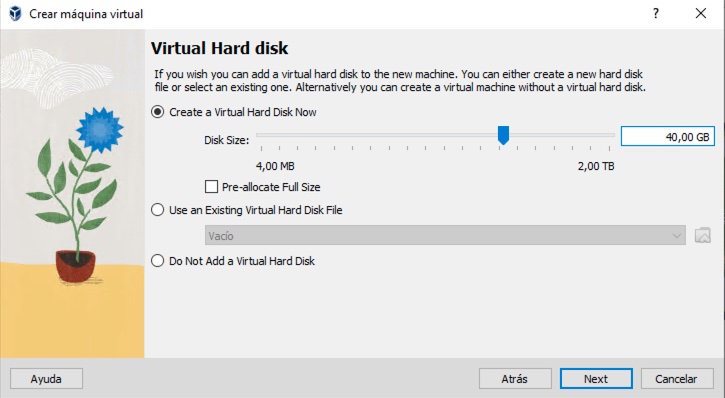 Crear máquina virtual
Virtual Hard disk
If you wish you can add a virtual hard disk to the new machine. You can either create a new hard disk
file or select an existing one. Alternatively you can create a virtual machine without a virtual hard disk.
Create a Virtual Hard Disk Now
Disk Size:
40,00 GB
4,00 MB
2,00 TB
Pre-allocate Full Size
Use an Existing Virtual Hard Disk File
Vacío
Do Not Add a Virtual Hard Disk
Ayuda
Atrás
Next
Cancelar